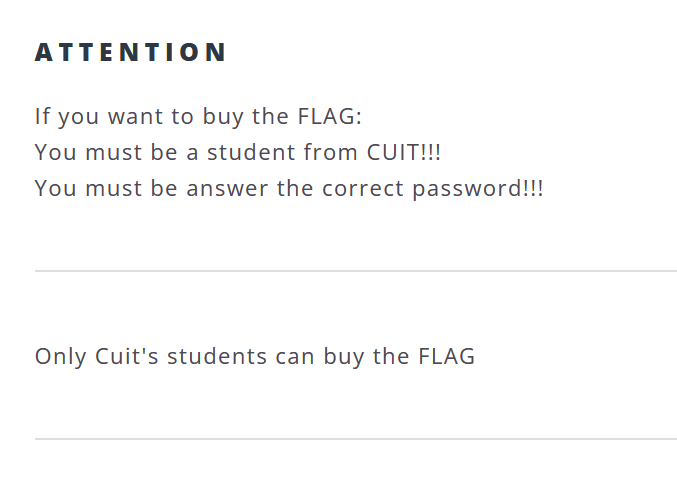 ATTENTION
If you want to buy the FLAG:
You must be a student from CUIT!!!
You must be answer the correct password!!!
Only Cuit's students can buy the FLAG